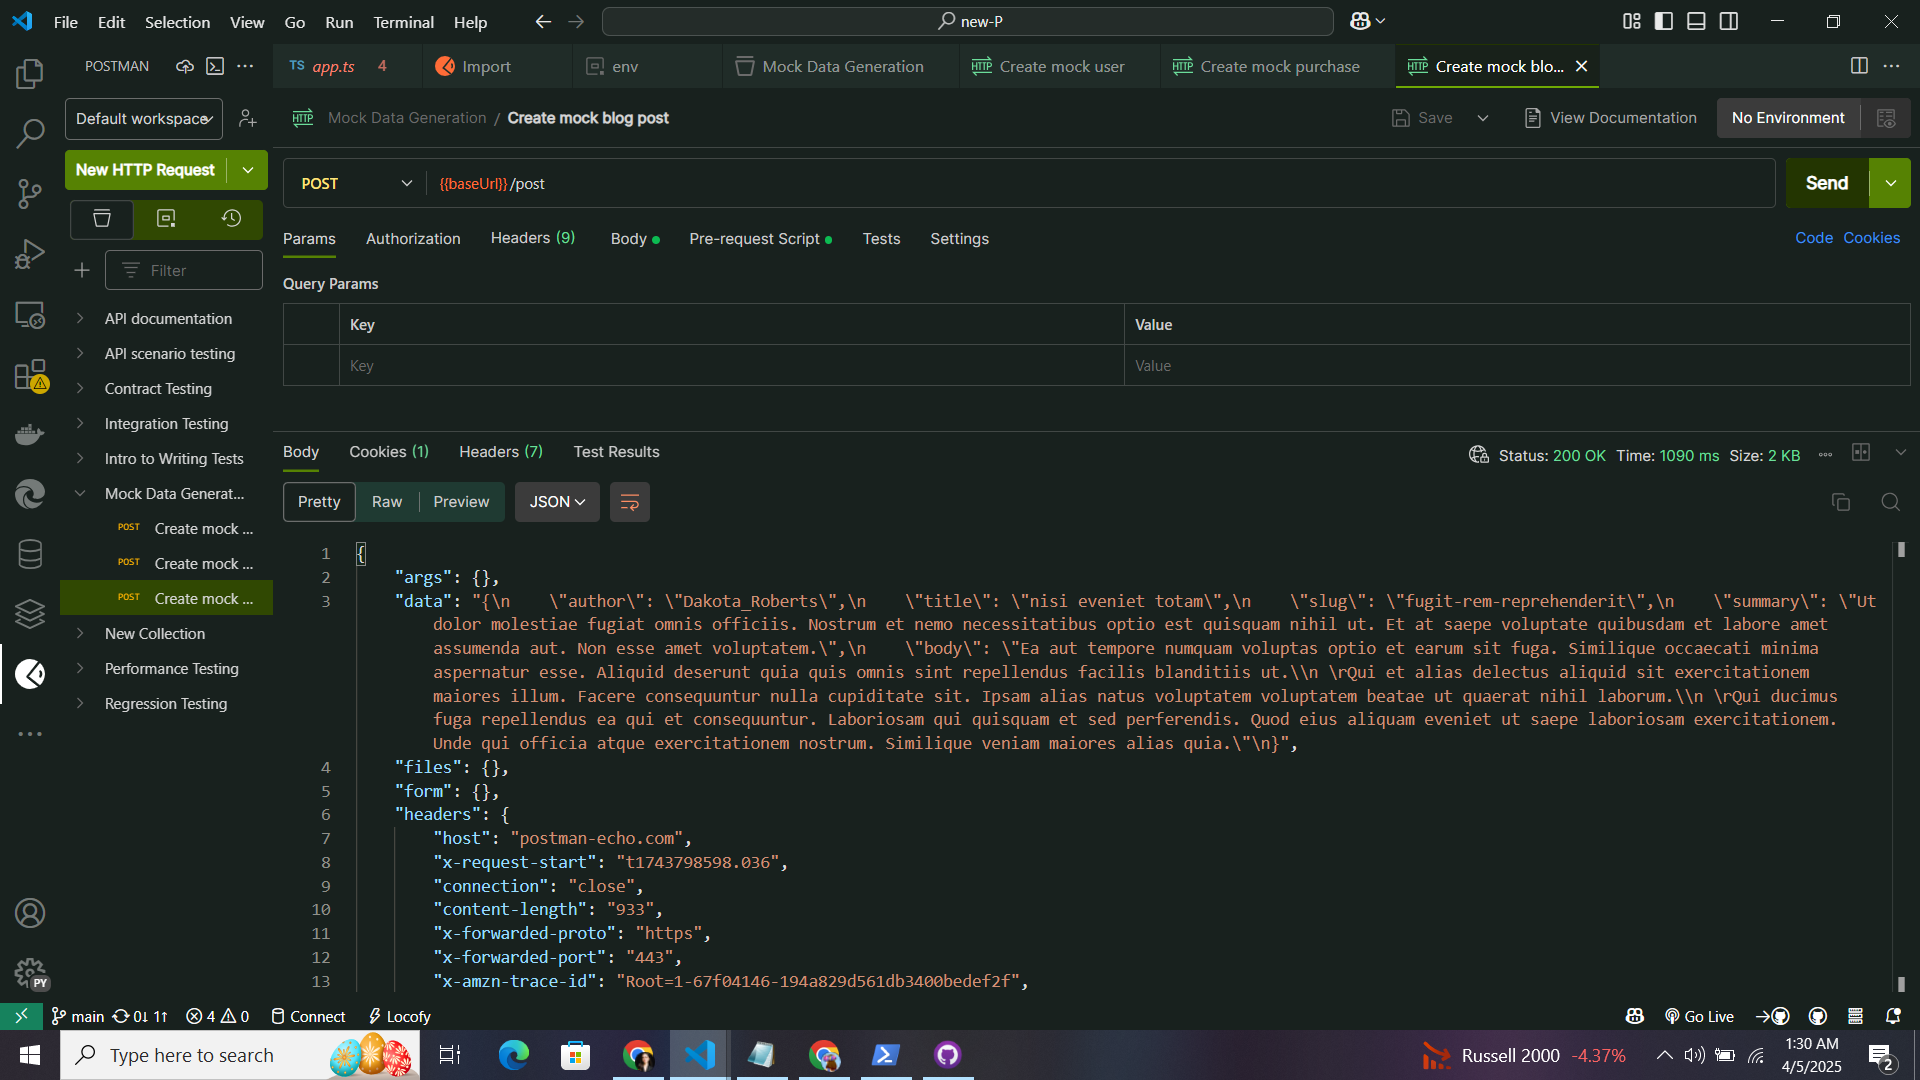 File Edit Selection View Go Run Terminal Help
new-P
POSTMAN
TS app.ts 4
Import
env
Mock Data Generation
HTTP Create mock user
HTTP Create mock purchase
HTTP Create mock blo...
Default workspace
HTTP Mock Data Generation / Create mock blog post
Save
View Documentation
No Environment
New HTTP Request
POST
{{baseUrl}}/post
Send
Params Authorization Headers (9) Body Pre-request Script Tests Settings
Code Cookies
Filter
Query Params
Key Value
Key Value
API documentation
API scenario testing
Contract Testing
Integration Testing
Intro to Writing Tests
Mock Data Generat...
POST Create mock ...
POST Create mock ...
POST Create mock ...
New Collection
Performance Testing
Regression Testing
Body Cookies (1) Headers (7) Test Results
Status: 200 OK Time: 1090 ms Size: 2 KB
Pretty Raw Preview JSON
1 {
2 "args": {},
3 "data": "{\n    \"author\": \"Dakota_Roberts\",\n    \"title\": \"nisi eveniet totam\",\n    \"slug\": \"fugit-rem-reprehenderit\",\n    \"summary\": \"Ut
dolor molestiae fugiat omnis officiis. Nostrum et nemo necessitatibus optio est quisquam nihil ut. Et at saepe voluptate quibusdam et labore amet
assumenda aut. Non esse amet voluptatem.\",\n    \"body\": \"Ea aut tempore numquam voluptas optio et earum sit fuga. Similique occaecati minima
aspernatur esse. Aliquid deserunt quia quis omnis sint repellendus facilis blanditiis ut.\\n \rQui et alias delectus aliquid sit exercitationem
maiores illum. Facere consequuntur nulla cupiditate sit. Ipsam alias natus voluptatem voluptatem beatae ut quaerat nihil laborum.\\n \rQui ducimus
fuga repellendus ea qui et consequuntur. Laboriosam qui quisquam et sed perferendis. Quod eius aliquam eveniet ut saepe laboriosam exercitationem.
Unde qui officia atque exercitationem nostrum. Similique veniam maiores alias quia.\"\n}",
4 "files": {},
5 "form": {},
6 "headers": {
7 "host": "postman-echo.com",
8 "x-request-start": "t1743798598.036",
9 "connection": "close",
10 "content-length": "933",
11 "x-forwarded-proto": "https",
12 "x-forwarded-port": "443",
13 "x-amzn-trace-id": "Root=1-67f04146-194a829d561db3400bedef2f",
PY
main 0↓ 1↑ 4 0 Connect Locofy
Go Live
Type here to search
Russell 2000 -4.37%
1:30 AM
4/5/2025
2